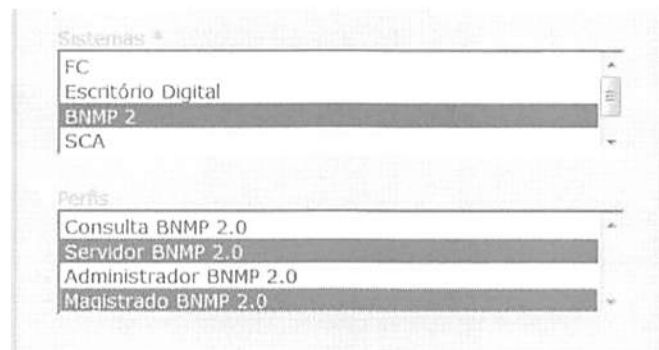 Sistemas *
FC
Escritório Digital
BNMP 2
SCA
Perfis
Consulta BNMP 2.0
Servidor BNMP 2.0
Administrador BNMP 2.0
Magistrado BNMP 2.0